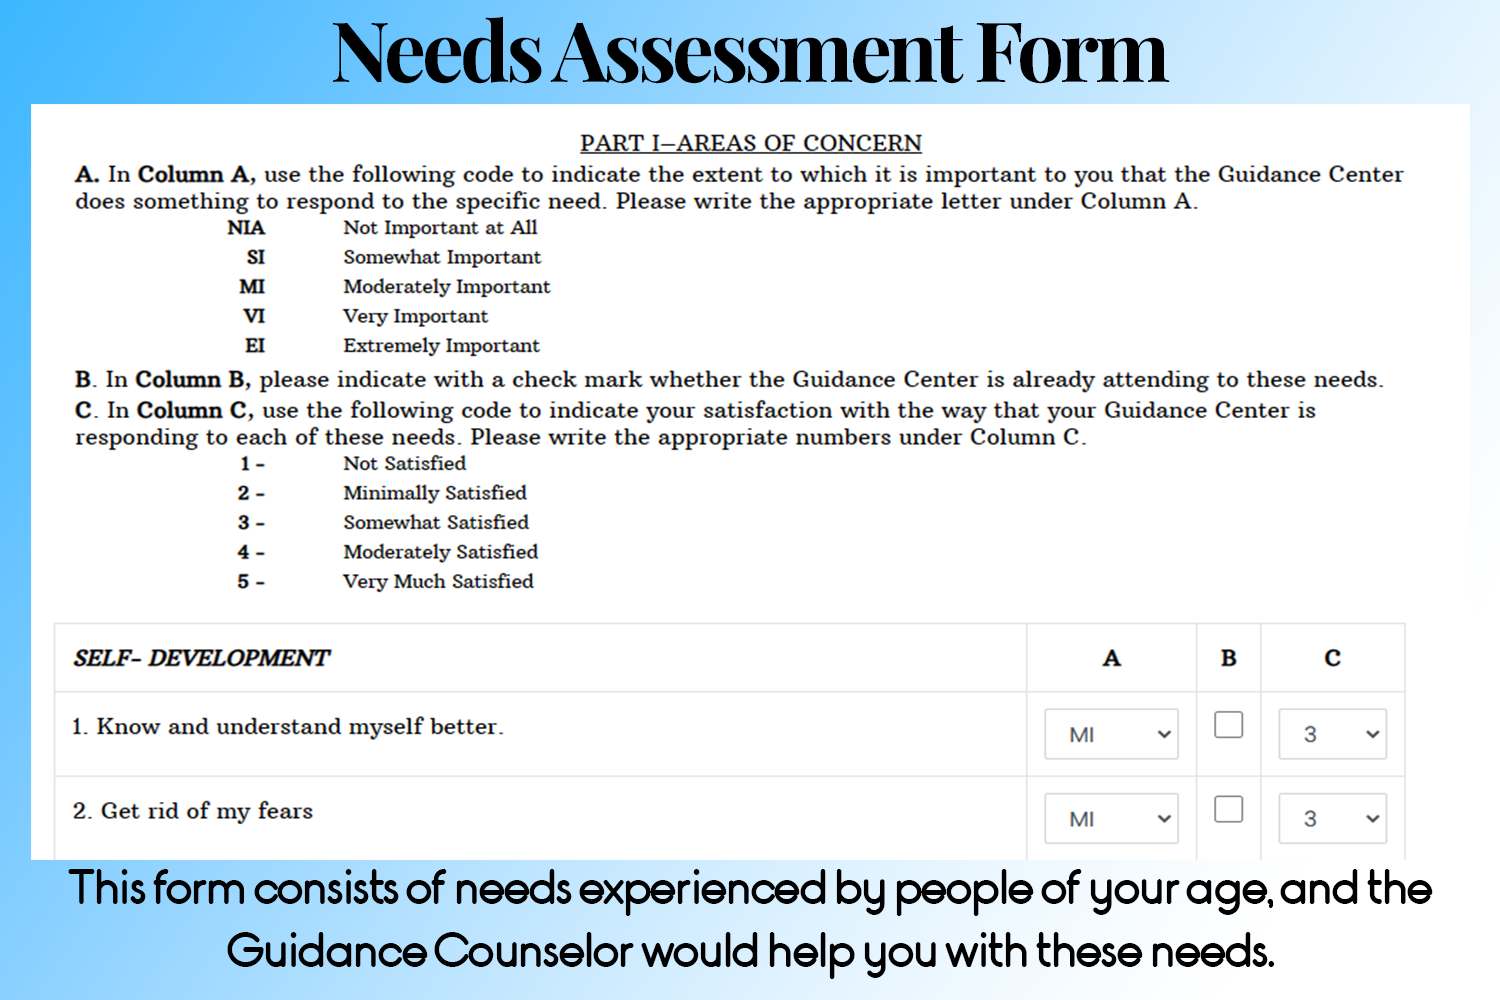 Needs Assessment Form
PART I–AREAS OF CONCERN
A. In Column A, use the following code to indicate the extent to which it is important to you that the Guidance Center
does something to respond to the specific need. Please write the appropriate letter under Column A.
NIA Not Important at All
SI Somewhat Important
MI Moderately Important
VI Very Important
EI Extremely Important
B. In Column B, please indicate with a check mark whether the Guidance Center is already attending to these needs.
C. In Column C, use the following code to indicate your satisfaction with the way that your Guidance Center is
responding to each of these needs. Please write the appropriate numbers under Column C.
1 - Not Satisfied
2 - Minimally Satisfied
3 - Somewhat Satisfied
4 - Moderately Satisfied
5 - Very Much Satisfied
SELF- DEVELOPMENT A B C
1. Know and understand myself better. MI 3
2. Get rid of my fears MI 3
This form consists of needs experienced by people of your age, and the
Guidance Counselor would help you with these needs.